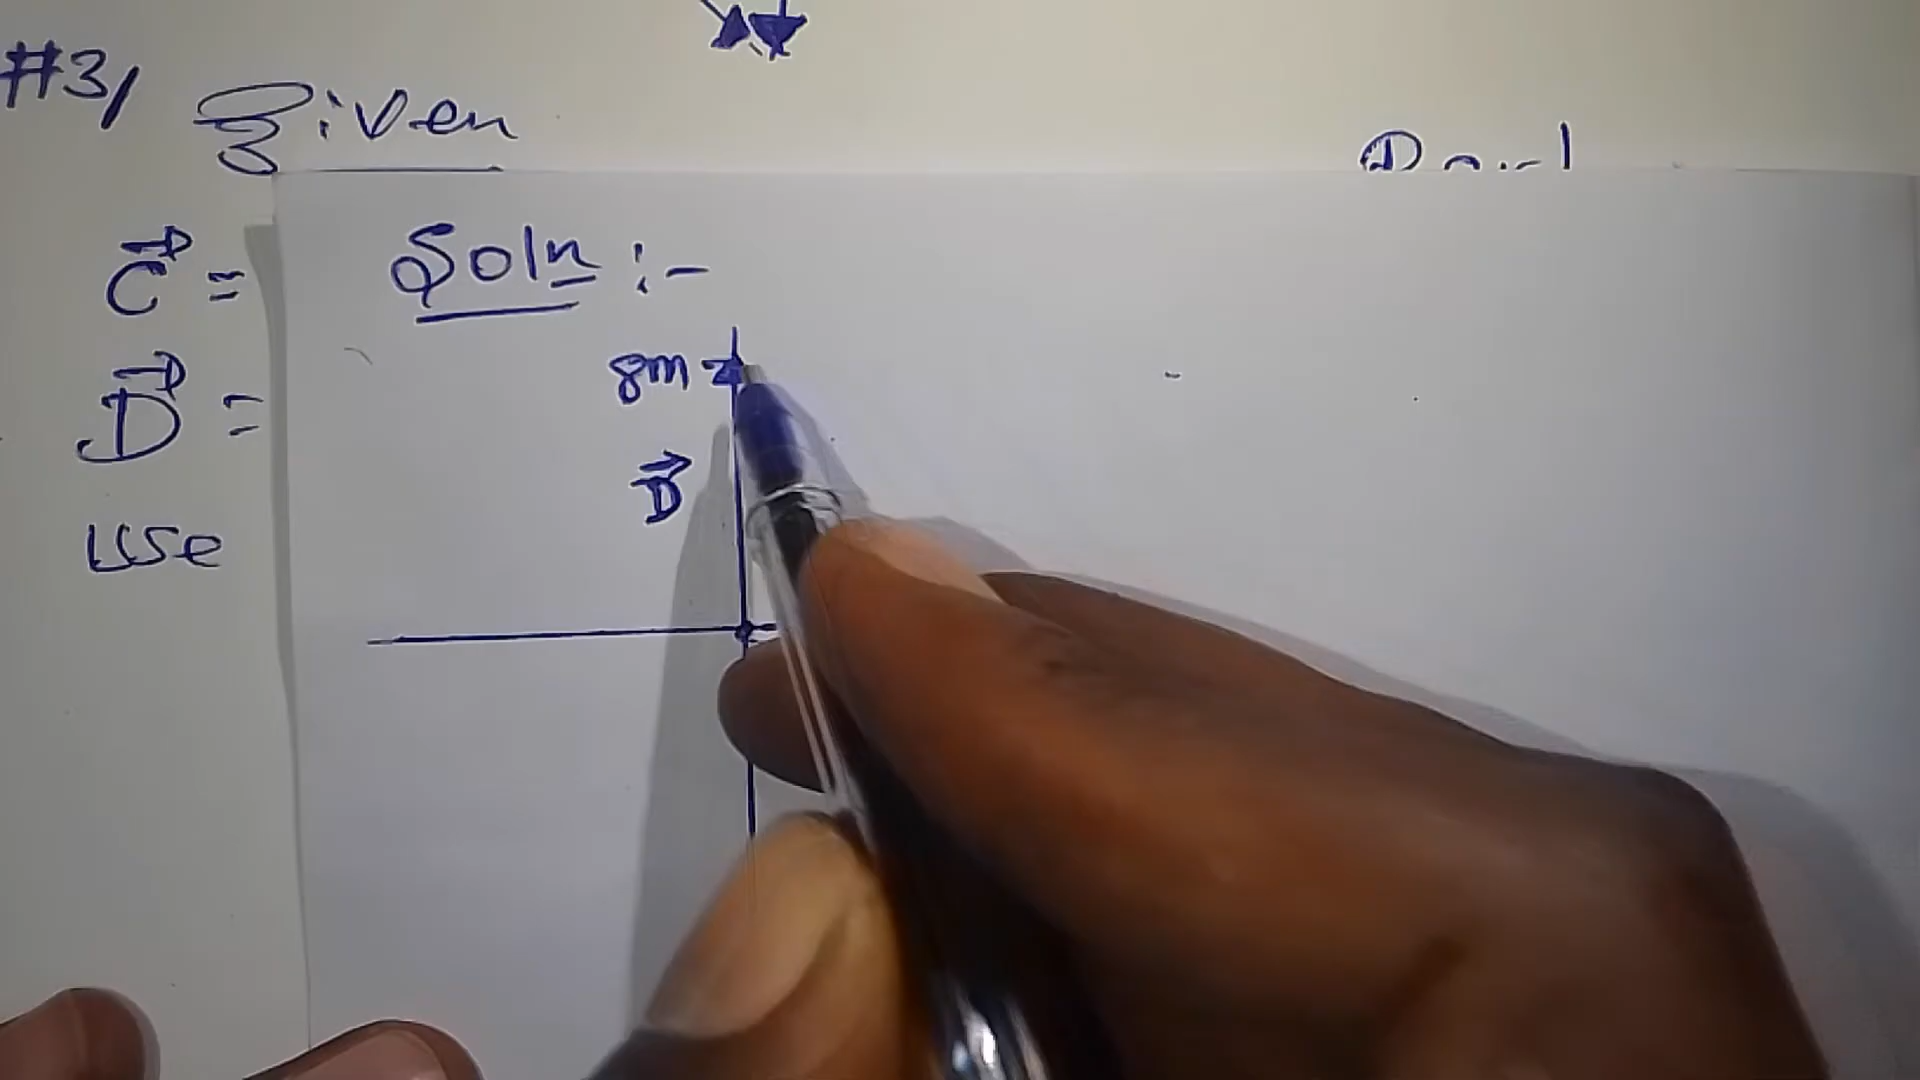 #3/ Given
C =
D =
use
Soln :-
8m
D